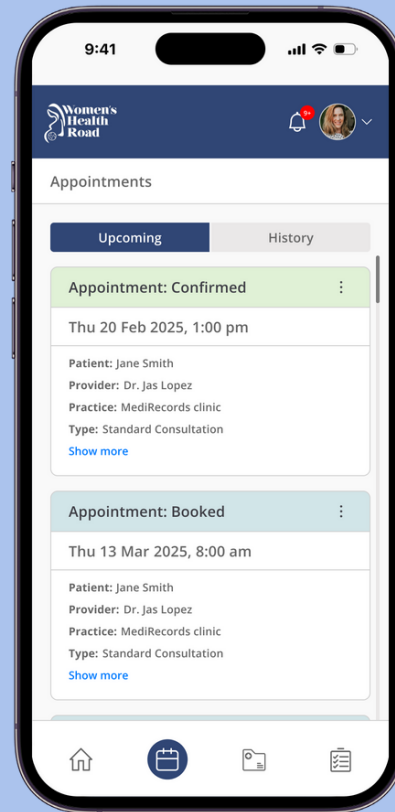 9:41
Women's
Health
Road
9+
Appointments
Upcoming
History
Appointment: Confirmed
Thu 20 Feb 2025, 1:00 pm
Patient: Jane Smith
Provider: Dr. Jas Lopez
Practice: MediRecords clinic
Type: Standard Consultation
Show more
Appointment: Booked
Thu 13 Mar 2025, 8:00 am
Patient: Jane Smith
Provider: Dr. Jas Lopez
Practice: MediRecords clinic
Type: Standard Consultation
Show more